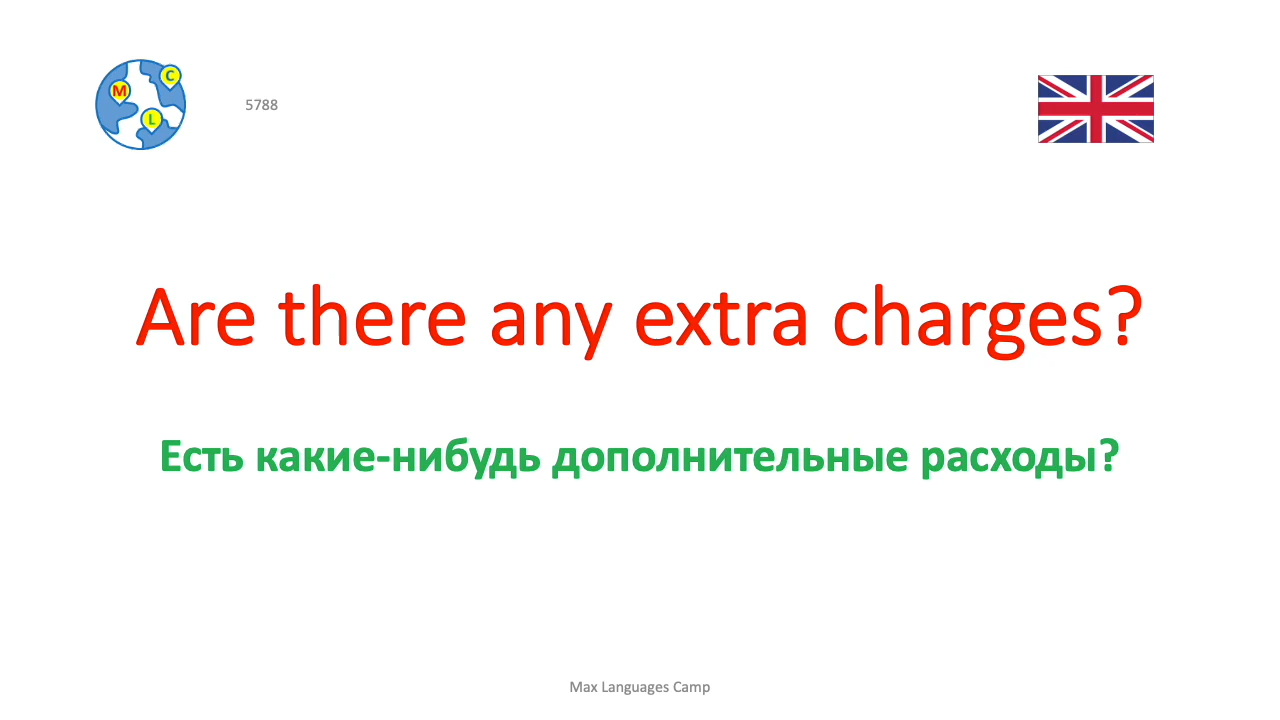 M
C
L
5788
Are there any extra charges?
Есть какие-нибудь дополнительные расходы?
Max Languages Camp